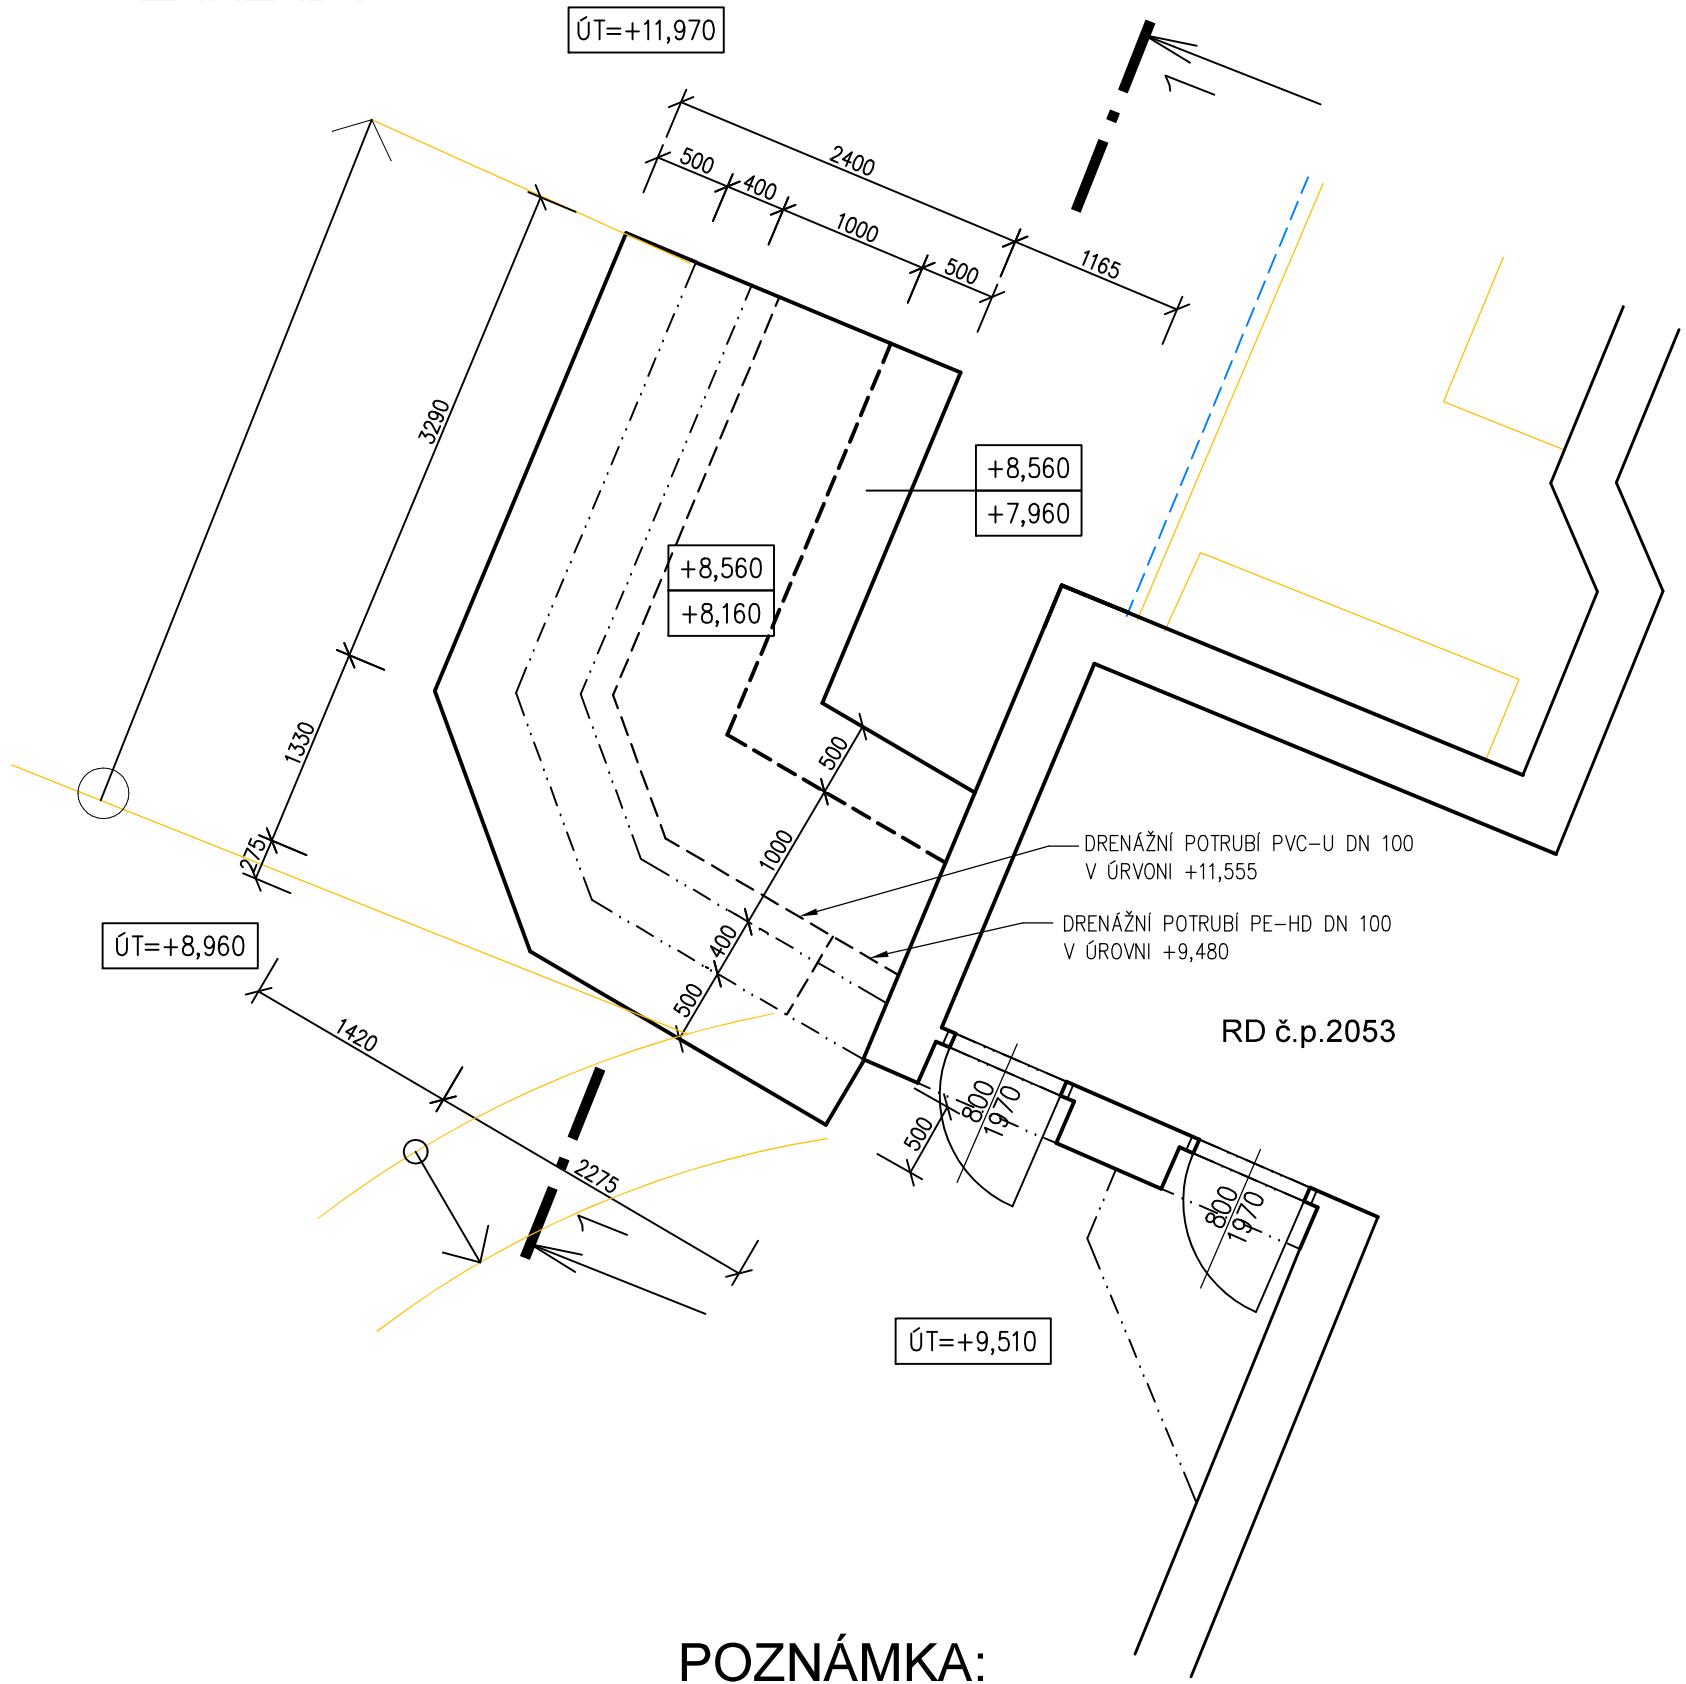 ÚT=+11,970
1
2400
500
400
1000
500
1165
3290
+8,560
+7,960
+8,560
+8,160
1330
275
500
1000
400
500
DRENÁŽNÍ POTRUBÍ PVC-U DN 100
V ÚRVONI +11,555
DRENÁŽNÍ POTRUBÍ PE-HD DN 100
V ÚROVNI +9,480
ÚT=+8,960
RD č.p.2053
1420
2275
1
500
800
1970
800
1970
ÚT=+9,510
POZNÁMKA: